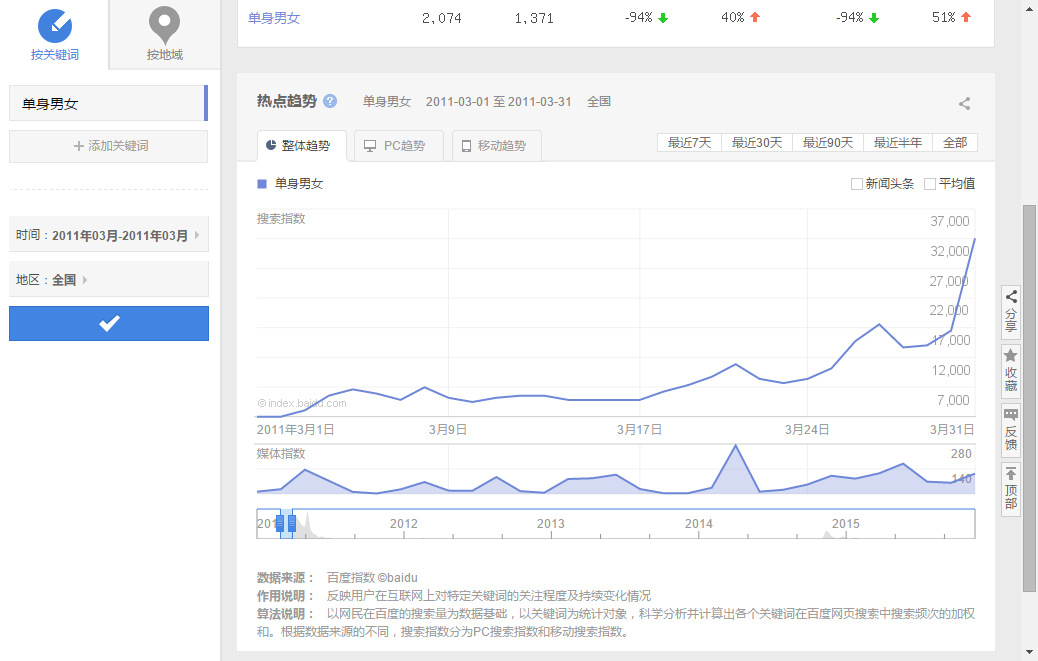 按关键词
按地域
单身男女 2,074 1,371 -94% 40% -94% 51%
单身男女
+ 添加关键词
时间：2011年03月-2011年03月
地区：全国
热点趋势 ? 单身男女 2011-03-01 至 2011-03-31 全国
整体趋势 PC趋势 移动趋势 最近7天 最近30天 最近90天 最近半年 全部
单身男女 新闻头条 平均值
搜索指数
37,000
32,000
27,000
22,000
17,000
12,000
7,000
©index.baidu.com
2011年3月1日 3月9日 3月17日 3月24日 3月31日
媒体指数
280
140
201 2012 2013 2014 2015
数据来源： 百度指数 ©baidu
作用说明： 反映用户在互联网上对特定关键词的关注程度及持续变化情况
算法说明： 以网民在百度的搜索量为数据基础，以关键词为统计对象，科学分析并计算出各个关键词在百度网页搜索中搜索频次的加权
和。根据数据来源的不同，搜索指数分为PC搜索指数和移动搜索指数。
分享
收藏
反馈
顶部